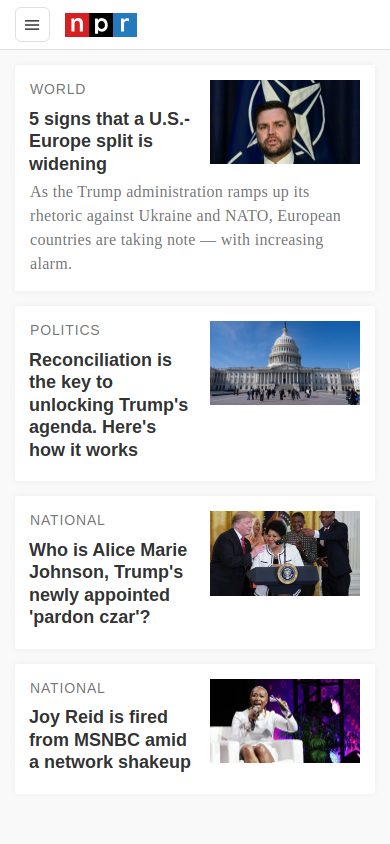 npr
WORLD
5 signs that a U.S.-
Europe split is
widening
As the Trump administration ramps up its
rhetoric against Ukraine and NATO, European
countries are taking note — with increasing
alarm.
POLITICS
Reconciliation is
the key to
unlocking Trump's
agenda. Here's
how it works
NATIONAL
Who is Alice Marie
Johnson, Trump's
newly appointed
'pardon czar'?
NATIONAL
Joy Reid is fired
from MSNBC amid
a network shakeup